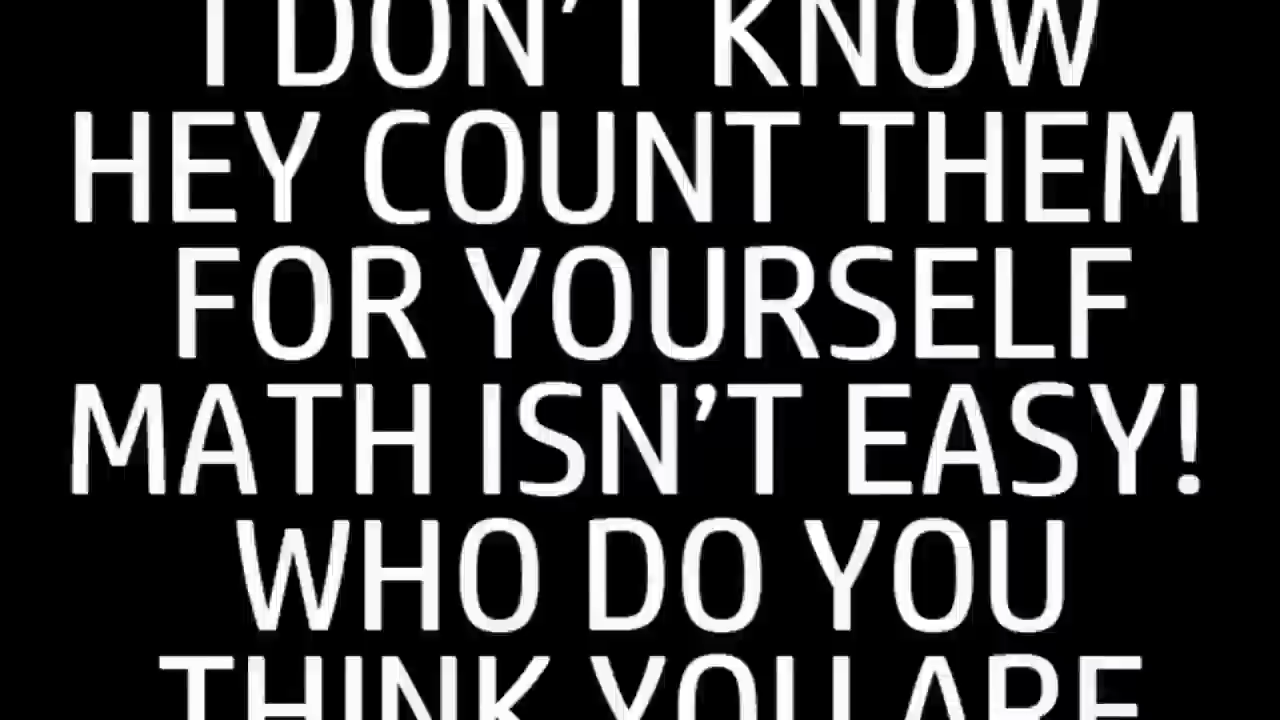 I DON'T KNOW
HEY COUNT THEM
FOR YOURSELF
MATH ISN'T EASY!
WHO DO YOU
THINK YOU ARE